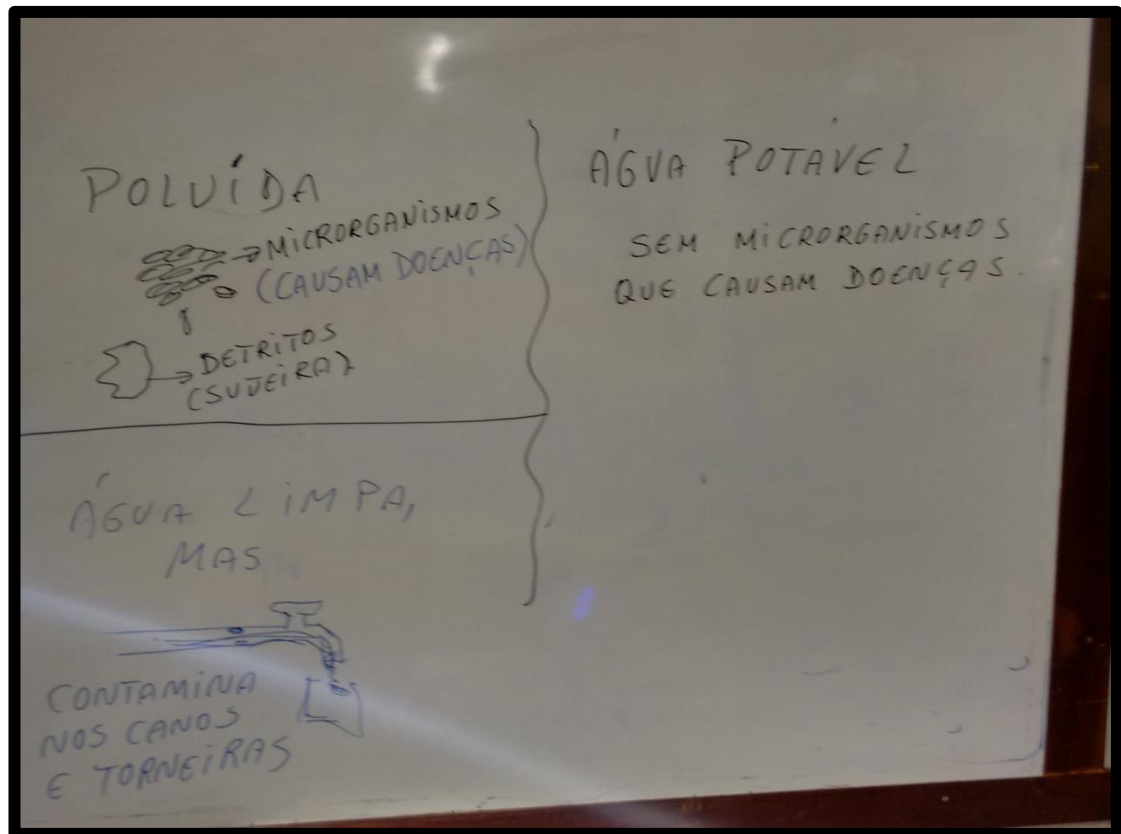 POLUÍDA
MICRORGANISMOS
(CAUSAM DOENÇAS)
DETRITOS
(SUJEIRA)
ÁGUA LIMPA,
MAS
CONTAMINA
NOS CANOS
E TORNEIRAS
ÁGUA POTÁVEL
SEM MICRORGANISMOS
QUE CAUSAM DOENÇAS.